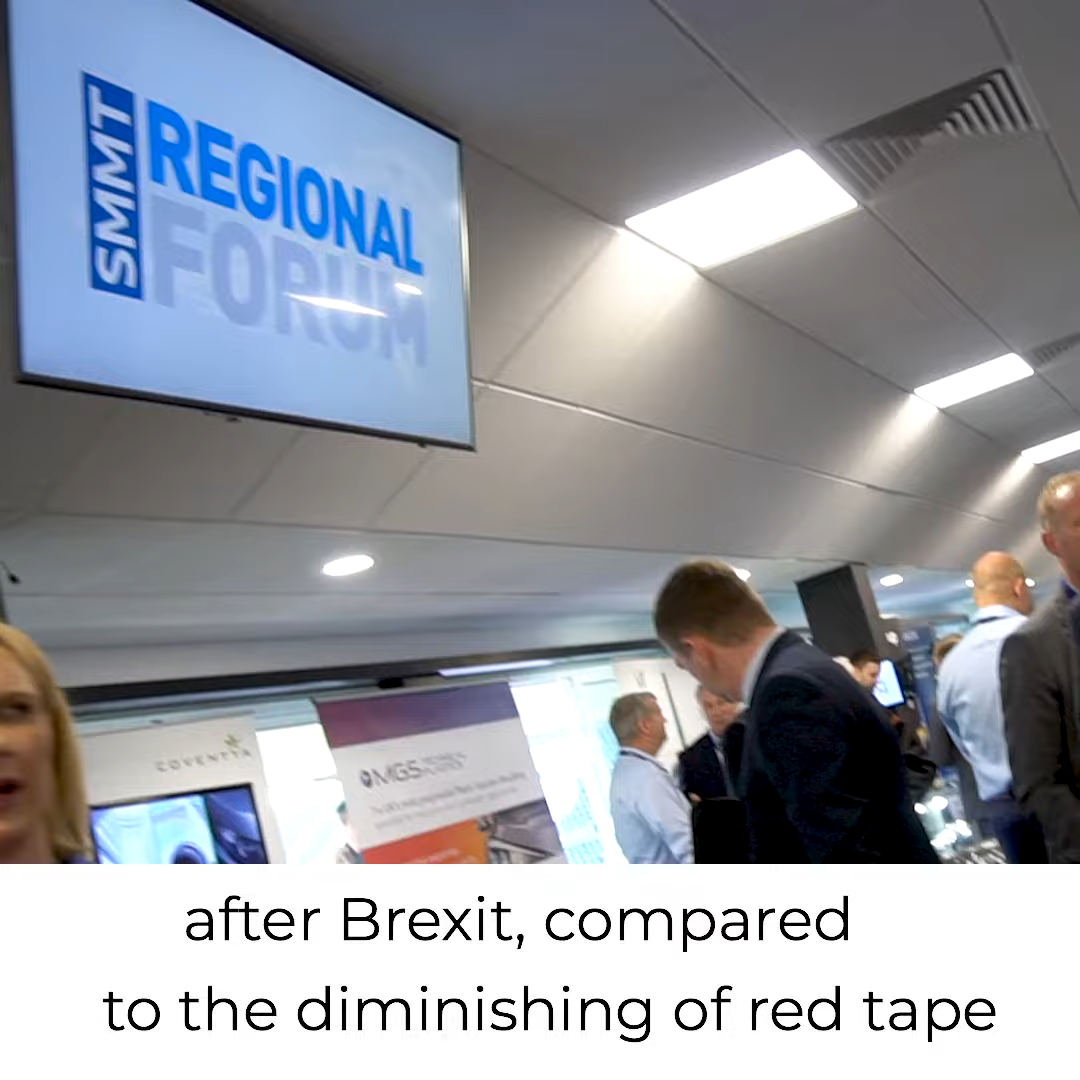 SMMT
REGIONAL
FORUM
COVENTYA
MGS
after Brexit, compared
to the diminishing of red tape